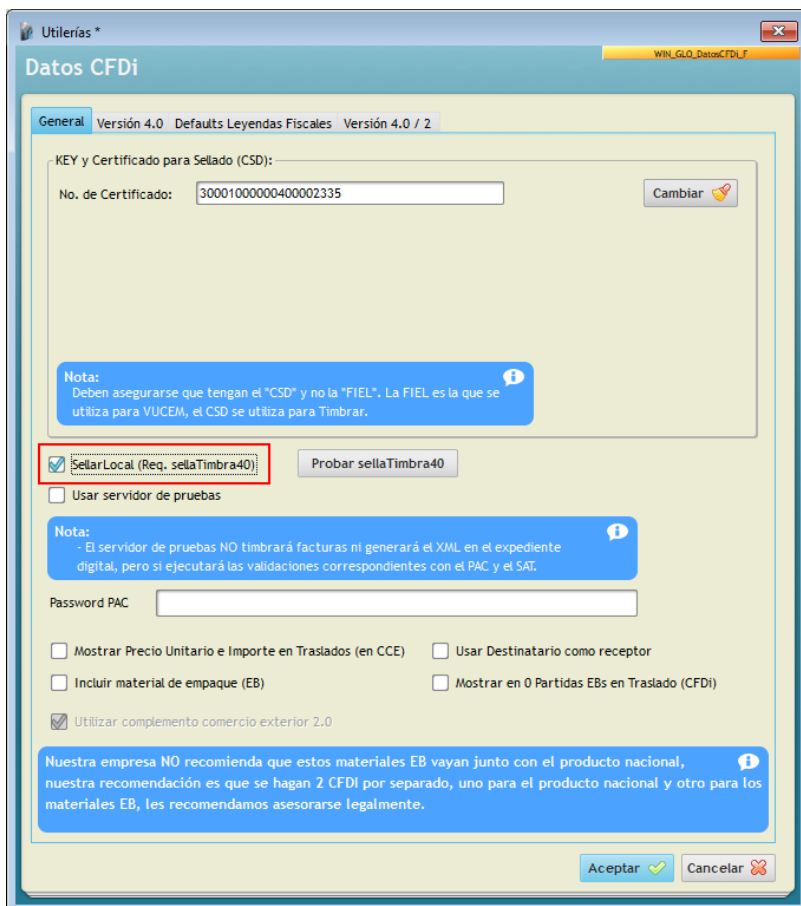 Utilerías *
WIN_GLO_DatosCFDi_F
Datos CFDi
General Versión 4.0 Defaults Leyendas Fiscales Versión 4.0 / 2
KEY y Certificado para Sellado (CSD):
No. de Certificado: 30001000000400002335 Cambiar
Nota:
Deben asegurarse que tengan el "CSD" y no la "FIEL". La FIEL es la que se
utiliza para VUCEM, el CSD se utiliza para Timbrar.
SellarLocal (Req. sellaTimbra40) Probar sellaTimbra40
Usar servidor de pruebas
Nota:
- El servidor de pruebas NO timbrará facturas ni generará el XML en el expediente
digital, pero si ejecutará las validaciones correspondientes con el PAC y el SAT.
Password PAC
Mostrar Precio Unitario e Importe en Traslados (en CCE) Usar Destinatario como receptor
Incluir material de empaque (EB) Mostrar en 0 Partidas EBs en Traslado (CFDi)
Utilizar complemento comercio exterior 2.0
Nuestra empresa NO recomienda que estos materiales EB vayan junto con el producto nacional,
nuestra recomendación es que se hagan 2 CFDI por separado, uno para el producto nacional y otro para los
materiales EB, les recomendamos asesorarse legalmente.
Aceptar Cancelar